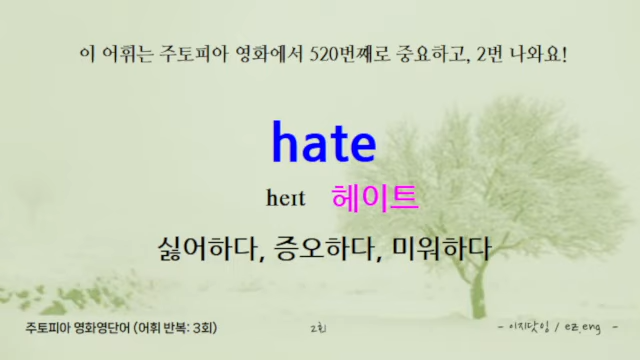 이 어휘는 주토피아 영화에서 520번째로 중요하고, 2번 나와요!
hate
heɪt 헤이트
싫어하다, 증오하다, 미워하다
주토피아 영화영단어 (어휘 반복: 3회) 2회 - 이지닷잉 / ez.eng -